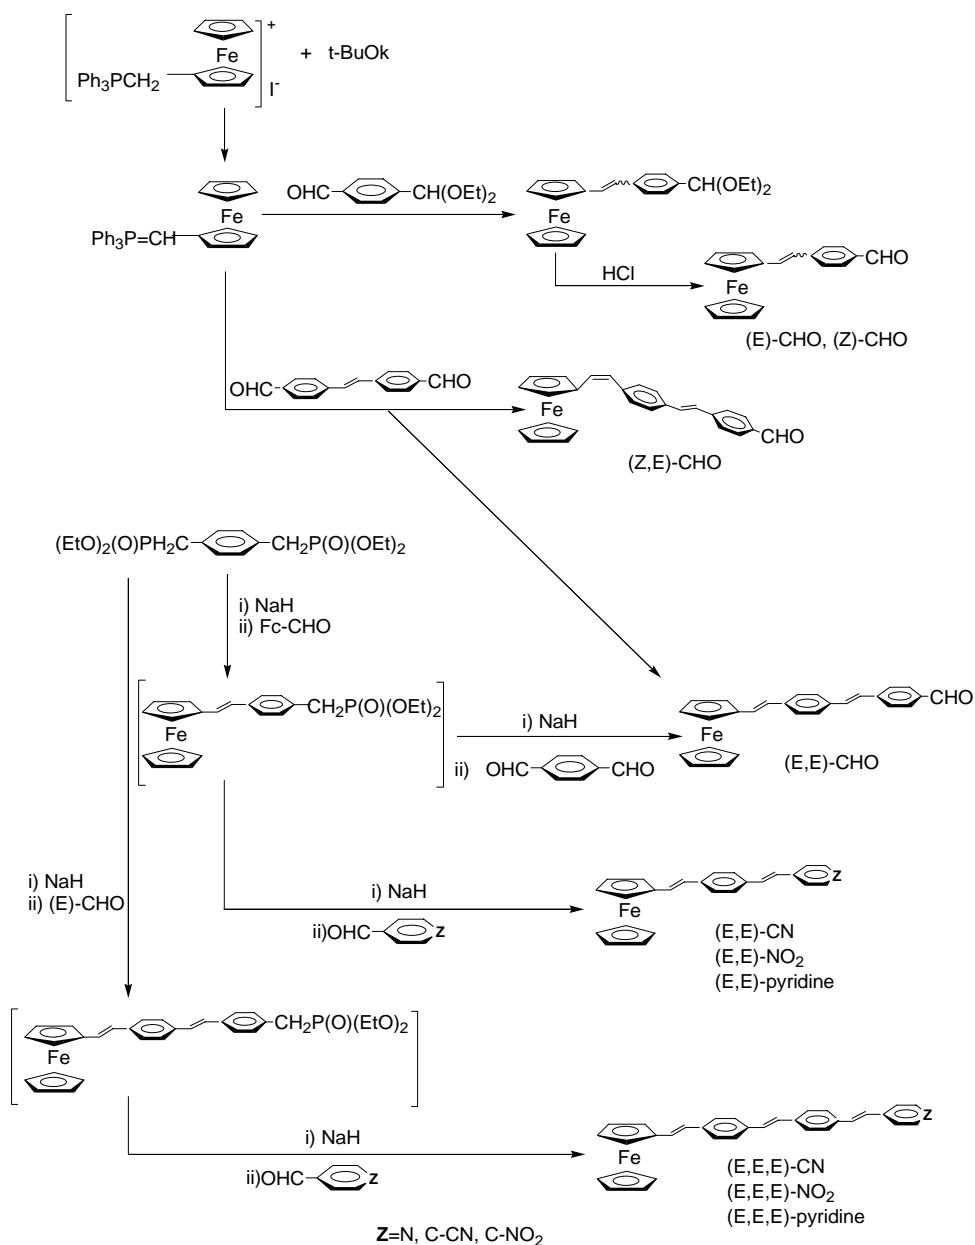 +
Fe
+ t-BuOk
Ph3PCH2
I-
Fe
Ph3P=CH
OHC CH(OEt)2
CH(OEt)2
Fe
HCl
CHO
Fe
(E)-CHO, (Z)-CHO
OHC CHO
Fe
CHO
(Z,E)-CHO
(EtO)2(O)PH2C CH2P(O)(OEt)2
i) NaH
ii) Fc-CHO
CH2P(O)(OEt)2
Fe
i) NaH
ii) OHC CHO
CHO
Fe
(E,E)-CHO
i) NaH
ii) (E)-CHO
i) NaH
ii)OHC z
z
Fe
(E,E)-CN
(E,E)-NO2
(E,E)-pyridine
CH2P(O)(EtO)2
Fe
i) NaH
ii)OHC z
z
Fe
(E,E,E)-CN
(E,E,E)-NO2
(E,E,E)-pyridine
Z=N, C-CN, C-NO2